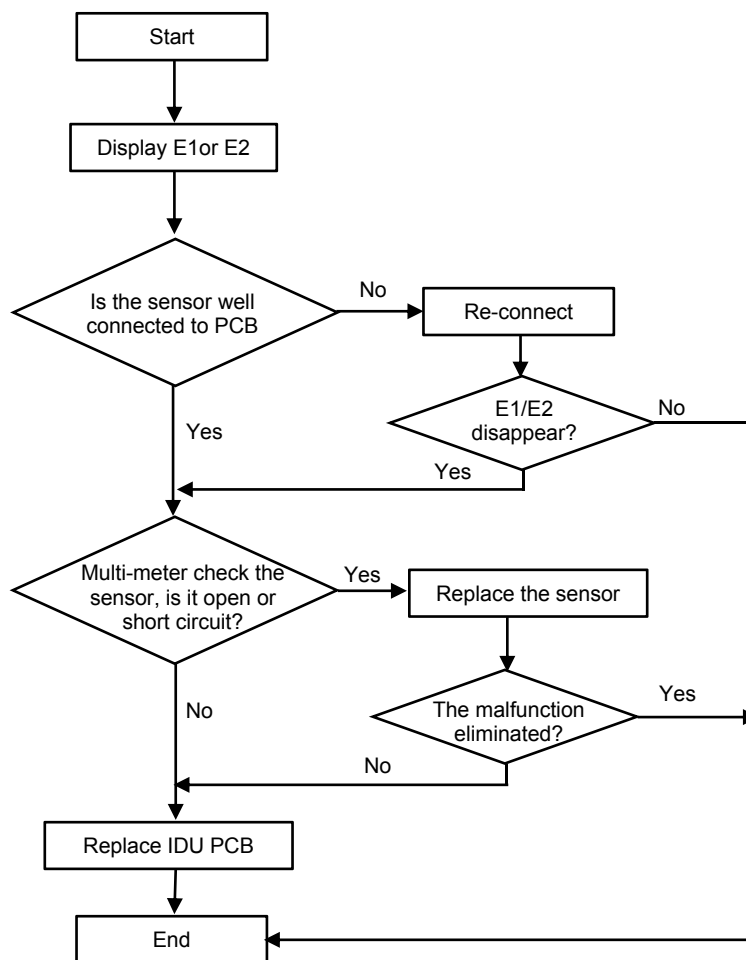 Start
Display E1or E2
Is the sensor well
connected to PCB
No
Re-connect
E1/E2
disappear?
No
Yes
Yes
Multi-meter check the
sensor, is it open or
short circuit?
Yes
Replace the sensor
The malfunction
eliminated?
Yes
No
No
Replace IDU PCB
End